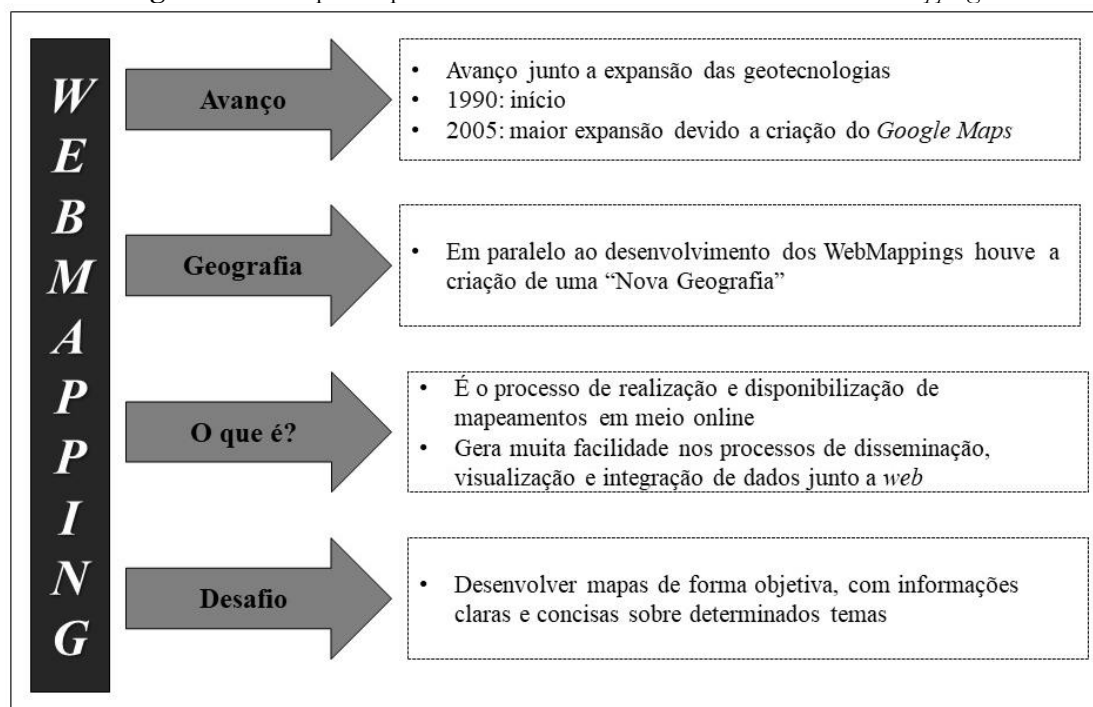 WEBMAPPING
Avanço
• Avanço junto a expansão das geotecnologias
• 1990: início
• 2005: maior expansão devido a criação do Google Maps
Geografia
• Em paralelo ao desenvolvimento dos WebMappings houve a
criação de uma “Nova Geografia”
O que é?
• É o processo de realização e disponibilização de
mapeamentos em meio online
• Gera muita facilidade nos processos de disseminação,
visualização e integração de dados junto a web
Desafio
• Desenvolver mapas de forma objetiva, com informações
claras e concisas sobre determinados temas